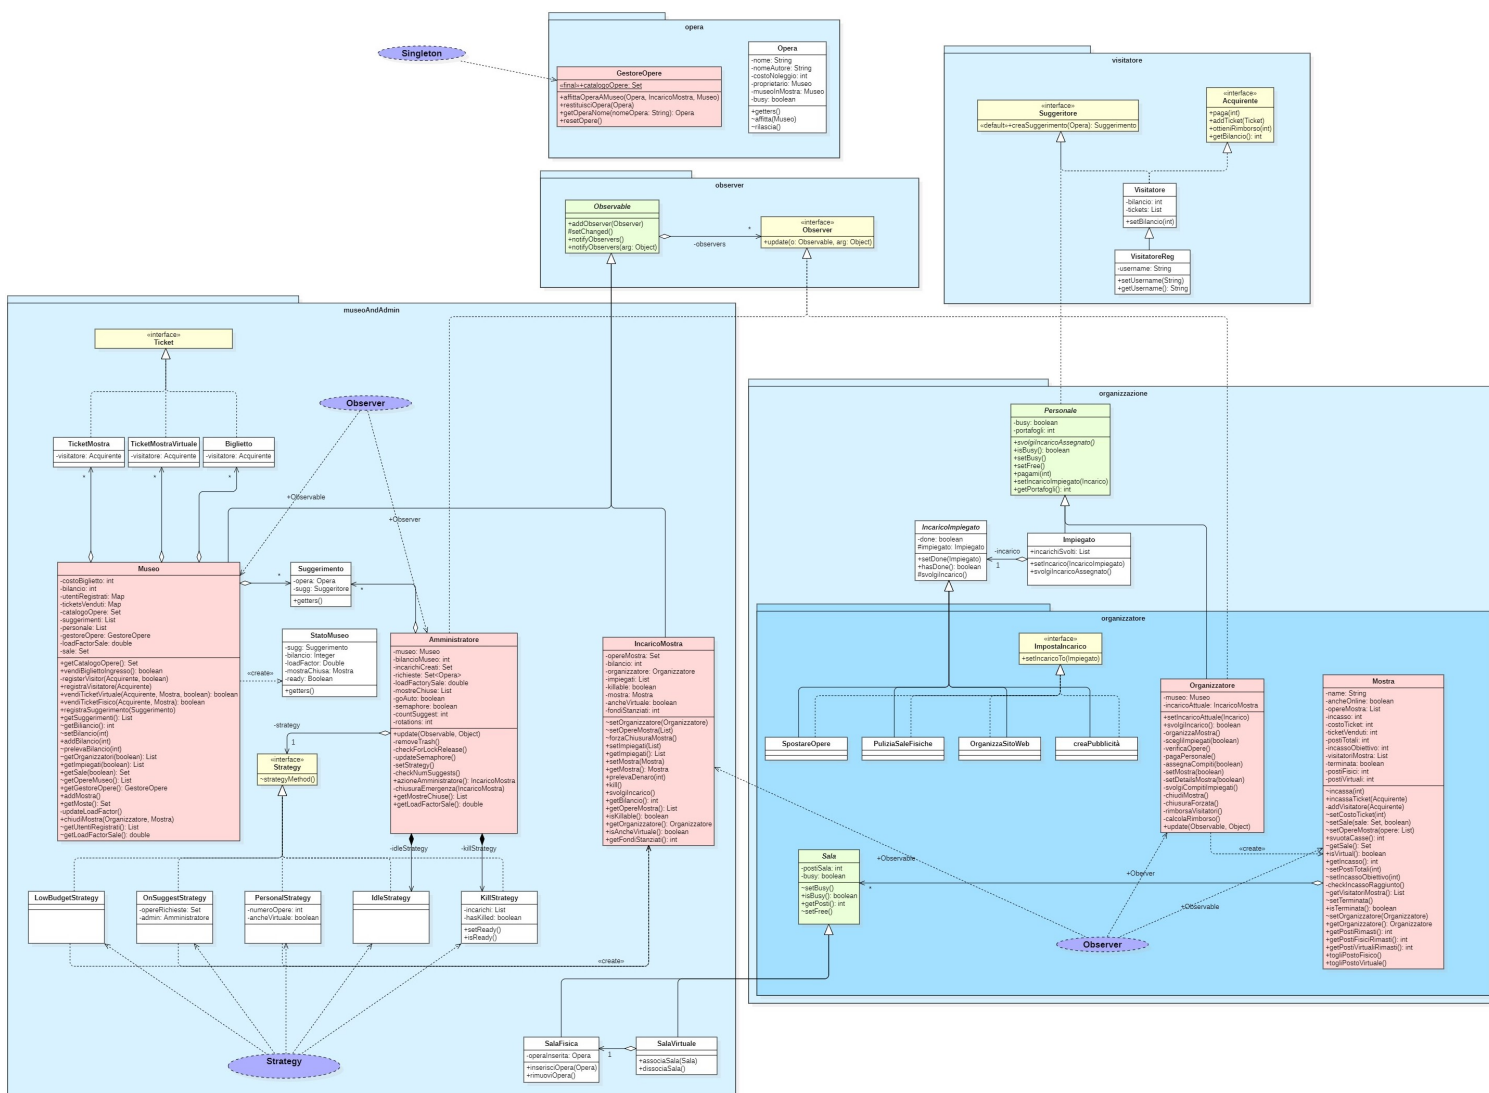 opera
Singleton
GestoreOpere
«final»+catalogoOpere: Set
+affittaOperaAMuseo(Opera, IncaricoMostra, Museo)
+restituisciOpera(Opera)
+getOperaNome(nomeOpera: String): Opera
+resetOpere()
Opera
-nome: String
-nomeAutore: String
-costoNoleggio: int
-proprietario: Museo
-museoInMostra: Museo
-busy: boolean
+getters()
~affitta(Museo)
~rilascia()
visitatore
«interface»
Suggeritore
«default»+creaSuggerimento(Opera): Suggerimento
«interface»
Acquirente
+paga(int)
+addTicket(Ticket)
+ottieniRimborso(int)
+getBilancio(): int
Visitatore
-bilancio: int
-tickets: List
+setBilancio(int)
VisitatoreReg
-username: String
+setUsername(String)
+getUsername(): String
observer
Observable
+addObserver(Observer)
#setChanged()
+notifyObservers()
+notifyObservers(arg: Object)
-observers
*
«interface»
Observer
+update(o: Observable, arg: Object)
museoAndAdmin
«interface»
Ticket
Observer
TicketMostra
-visitatore: Acquirente
TicketMostraVirtuale
-visitatore: Acquirente
Biglietto
-visitatore: Acquirente
*
*
*
+Observable
+Observer
Museo
-costoBiglietto: int
-bilancio: int
-utentiRegistrati: Map
-ticketsVenduti: Map
-catalogoOpere: Set
-suggerimenti: List
-personale: List
-gestoreOpere: GestoreOpere
-loadFactorSale: double
-sale: Set
+getCatalogoOpere(): Set
+vendiBigliettoIngresso(): boolean
-registerVisitor(Acquirente, boolean)
+registraVisitatore(Acquirente)
+vendiTicketVirtuale(Acquirente, Mostra, boolean): boolean
+vendiTicketFisico(Acquirente, Mostra): boolean
+registraSuggerimento(Suggerimento)
+getSuggerimenti(): List
~getBiliancio(): int
~setBilancio(int)
+addBilancio(int)
~prelevaBilancio(int)
~getOrganizzatori(boolean): List
+getImpiegati(boolean): List
+getSale(boolean): Set
~getOpereMuseo(): List
+getGestoreOpere(): GestoreOpere
+addMostra()
+getMoste(): Set
-updateLoadFactor()
+chiudiMostra(Organizzatore, Mostra)
~getUtentiRegistrati(): List
~getLoadFactorSale(): double
*
Suggerimento
-opera: Opera
-sugg: Suggeritore
+getters()
*
StatoMuseo
-sugg: Suggerimento
-bilancio: Integer
-loadFactor: Double
-mostraChiusa: Mostra
-ready: Boolean
+getters()
«create»
Amministratore
-museo: Museo
-bilancioMuseo: int
-incarichiCreati: Set
-richieste: Set<Opera>
-loadFactorySale: double
-mostreChiuse: List
-goAuto: boolean
-semaphore: boolean
-countSuggest: int
-rotations: int
+update(Observable, Object)
-removeTrash()
-checkForLockRelease()
-updateSemaphore()
-setStrategy()
-checkNumSuggests()
+azioneAmministratore(): IncaricoMostra
-chiusuraEmergenza(IncaricoMostra)
+getMostreChiuse(): List
+getLoadFactorSale(): double
IncaricoMostra
-opereMostra: Set
-bilancio: int
-organizzatore: Organizzatore
-impiegati: List
-killable: boolean
-mostra: Mostra
-ancheVirtuale: boolean
-fondiStanziati: int
~setOrganizzatore(Organizzatore)
~setOpereMostra(List)
~forzaChiusuraMostra()
+setImpiegati(List)
+getImpiegati(): List
+setMostra(Mostra)
+getMostra(): Mostra
+prelevaDenaro(int)
+kill()
+svolgiIncarico()
+getBilancio(): int
+getOpereMostra(): List
+isKillable(): boolean
+getOrganizzatore(): Organizzatore
+isAncheVirtuale(): boolean
+getFondiStanziati(): int
-strategy
1
«interface»
Strategy
~strategyMethod()
-idleStrategy
-killStrategy
LowBudgetStrategy
OnSuggestStrategy
-opereRichieste: Set
-admin: Amministratore
PersonalStrategy
-numeroOpere: int
-ancheVirtuale: boolean
IdleStrategy
KillStrategy
-incarichi: List
-hasKilled: boolean
+setReady()
+isReady()
«create»
Strategy
SalaFisica
-operaInserita: Opera
+inserisciOpera(Opera)
+rimuoviOpera()
1
SalaVirtuale
+associaSala(Sala)
+dissociaSala()
organizzazione
Personale
-busy: boolean
-portafogli: int
+svolgiIncaricoAssegnato()
+isBusy(): boolean
+setBusy()
+setFree()
+pagami(int)
+setIncaricoImpiegato(Incarico)
+getPortafogli(): int
IncaricoImpiegato
-done: boolean
#impiegato: Impiegato
+setDone(Impiegato)
+hasDone(): boolean
#svolgiIncarico()
-incarico
1
Impiegato
+incarichiSvolti: List
+setIncarico(IncaricoImpiegato)
+svolgiIncaricoAssegnato()
organizzatore
«interface»
ImpostaIncarico
+setIncaricoTo(Impiegato)
SpostareOpere
PuliziaSaleFisiche
OrganizzaSitoWeb
creaPubblicità
Organizzatore
-museo: Museo
-incaricoAttuale: IncaricoMostra
+setIncaricoAttuale(Incarico)
+svolgiIncarico(): boolean
-organizzaMostra()
-scegliImpiegati(boolean)
-verificaOpere()
-pagaPersonale()
-assegnaCompiti(boolean)
-setMostra(boolean)
-setDetailsMostra(boolean)
-svolgiCompitiImpiegati()
-chiudiMostra()
-chiusuraForzata()
-rimborsaVisitatori()
-calcolaRimborso()
+update(Observable, Object)
Mostra
-name: String
-ancheOnline: boolean
-opereMostra: List
-incasso: int
-costoTicket: int
-ticketVenduti: int
-postiTotali: int
-incassoObiettivo: int
-visitatoriMostra: List
-terminata: boolean
-postiFisici: int
-postiVirtuali: int
-incassa(int)
+incassaTicket(Acquirente)
-addVisitatore(Acquirente)
~setCostoTicket(int)
~setSale(sale: Set, boolean)
~setOpereMostra(opere: List)
+svuotaCasse(): int
~getSale(): Set
+isVirtual(): boolean
+getIncasso(): int
~setPostiTotali(int)
~setIncassoObiettivo(int)
-checkIncassoRaggiunto()
~getVisitatoriMostra(): List
~setTerminata()
+isTerminata(): boolean
~setOrganizzatore(Organizzatore)
+getOrganizzatore(): Organizzatore
+getPostiRimasti(): int
+getPostiFisiciRimasti(): int
+getPostiVirtualiRimasti(): int
+togliPostoFisico()
+togliPostoVirtuale()
«create»
Sala
-postiSala: int
-busy: boolean
~setBusy()
+isBusy(): boolean
+getPosti(): int
~setFree()
*
+Observable
+Oberver
+Observable
Observer